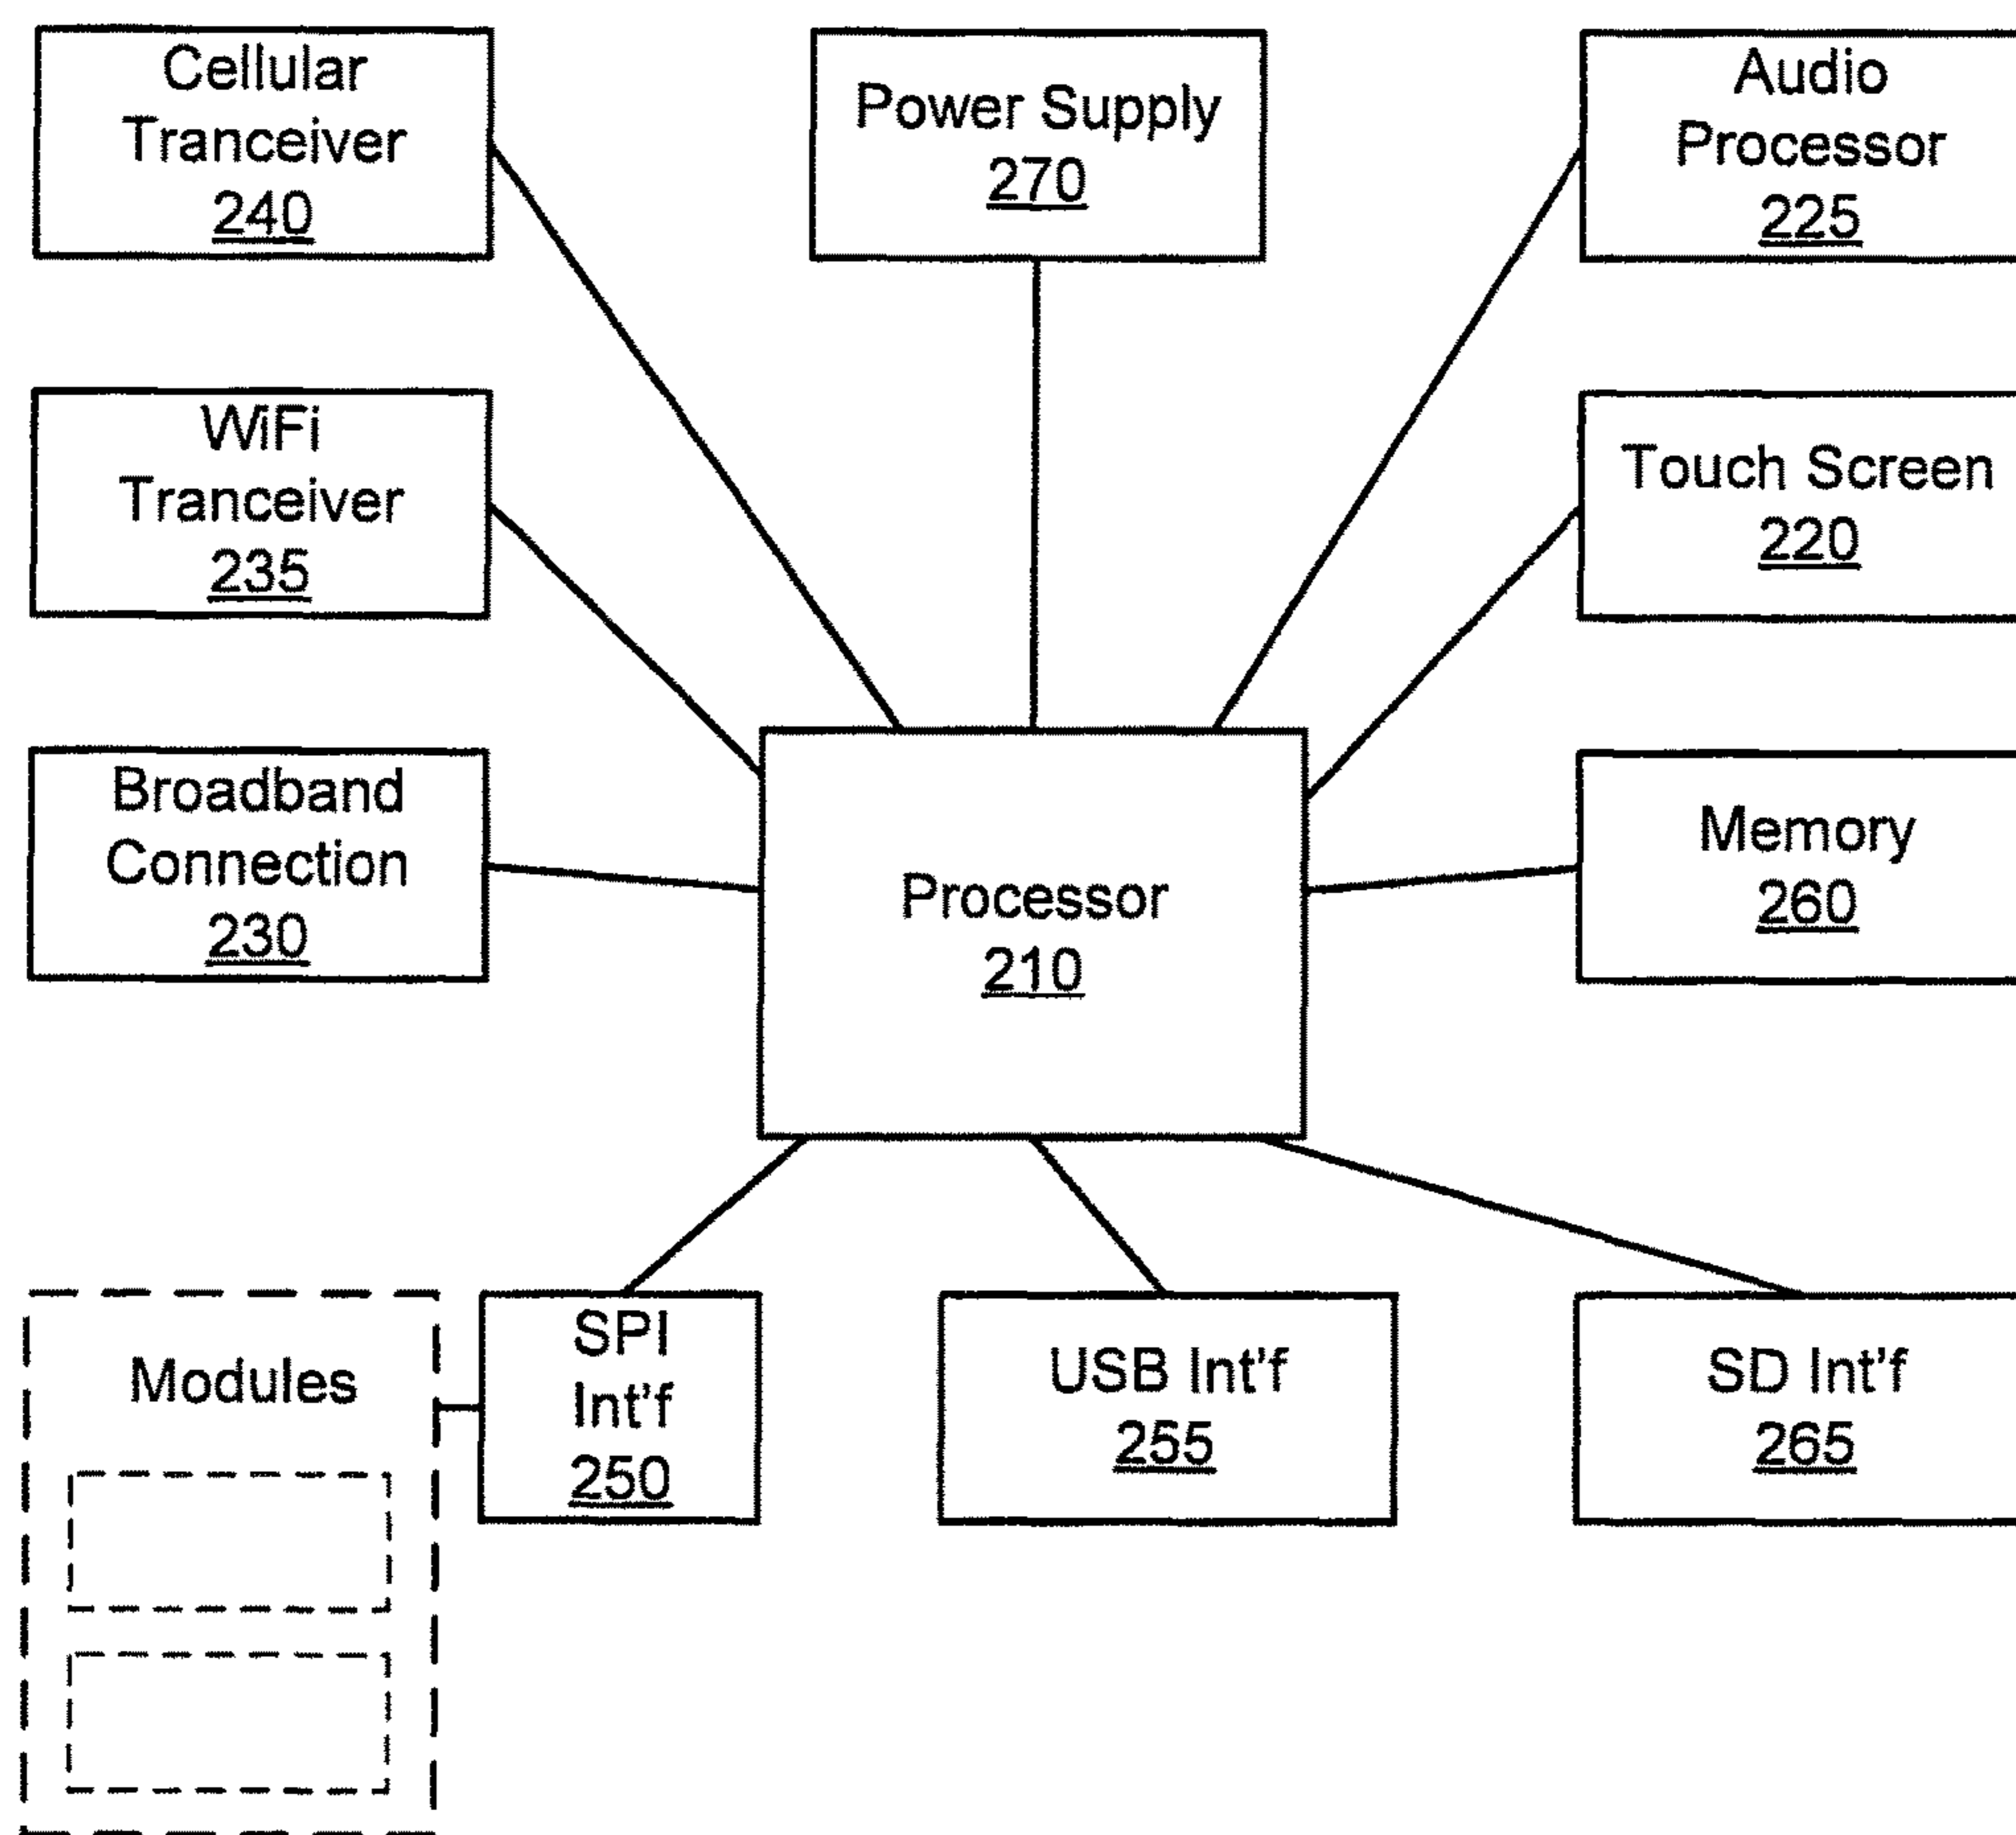 Cellular
Tranceiver
240
Power Supply
270
Audio
Processor
225
WiFi
Tranceiver
235
Touch Screen
220
Broadband
Connection
230
Processor
210
Memory
260
Modules
SPI
Int'f
250
USB Int'f
255
SD Int'f
265